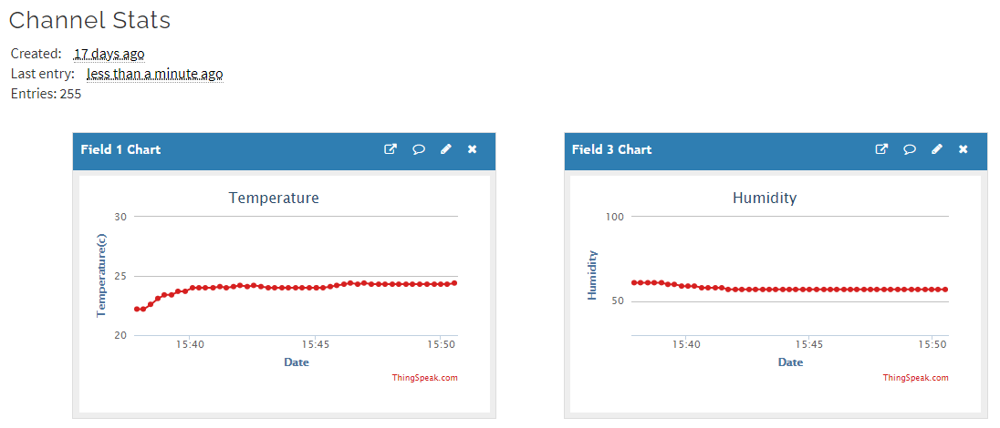 Channel Stats
Created: 17 days ago
Last entry: less than a minute ago
Entries: 255
Field 1 Chart
Temperature
30
25
20
Temperature(c)
15:40 15:45 15:50
Date
ThingSpeak.com
Field 3 Chart
Humidity
100
50
Humidity
15:40 15:45 15:50
Date
ThingSpeak.com